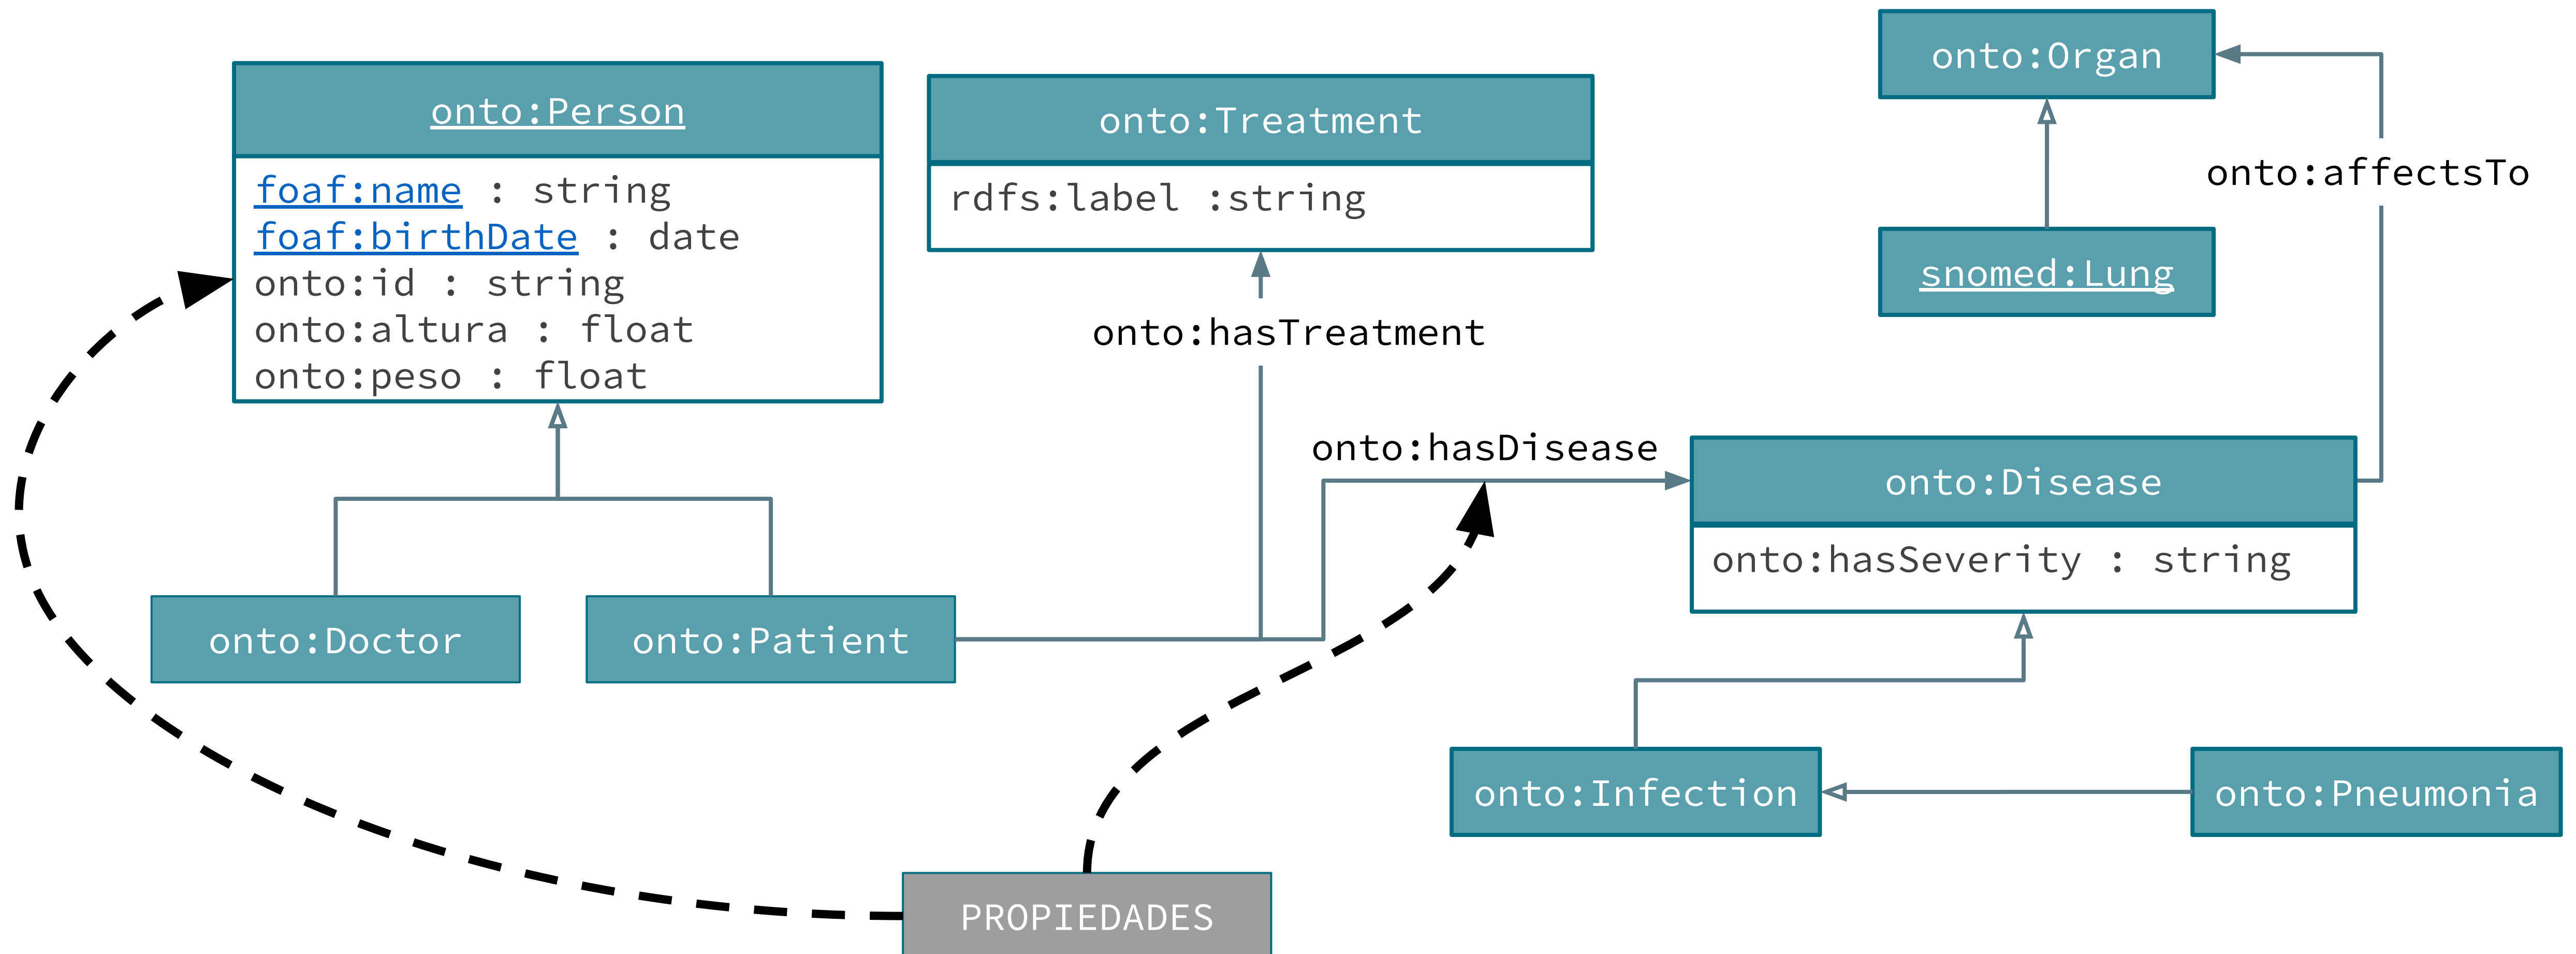 onto:Person
foaf:name : string
foaf:birthDate : date
onto:id : string
onto:altura : float
onto:peso : float
onto:Treatment
rdfs:label :string
onto:hasTreatment
onto:Organ
onto:affectsTo
snomed:Lung
onto:hasDisease
onto:Disease
onto:hasSeverity : string
onto:Doctor
onto:Patient
onto:Infection
onto:Pneumonia
PROPIEDADES